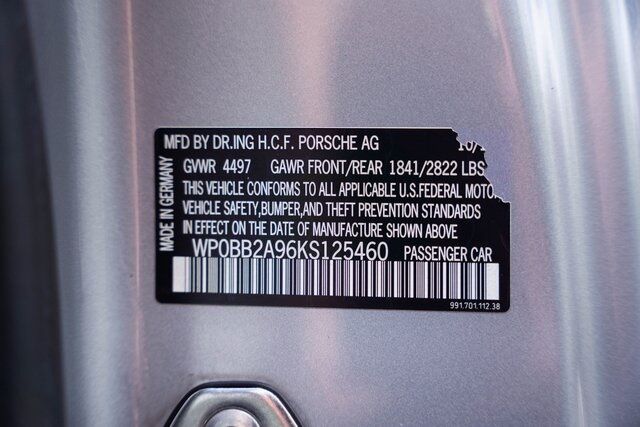 MADE IN GERMANY
MFD BY DR.ING H.C.F. PORSCHE AG 10/
GVWR 4497 GAWR FRONT/REAR 1841/2822 LBS
THIS VEHICLE CONFORMS TO ALL APPLICABLE U.S.FEDERAL MOTO
VEHICLE SAFETY,BUMPER,AND THEFT PREVENTION STANDARDS
IN EFFECT ON THE DATE OF MANUFACTURE SHOWN ABOVE
WP0BB2A96KS125460 PASSENGER CAR
991.701.112.38